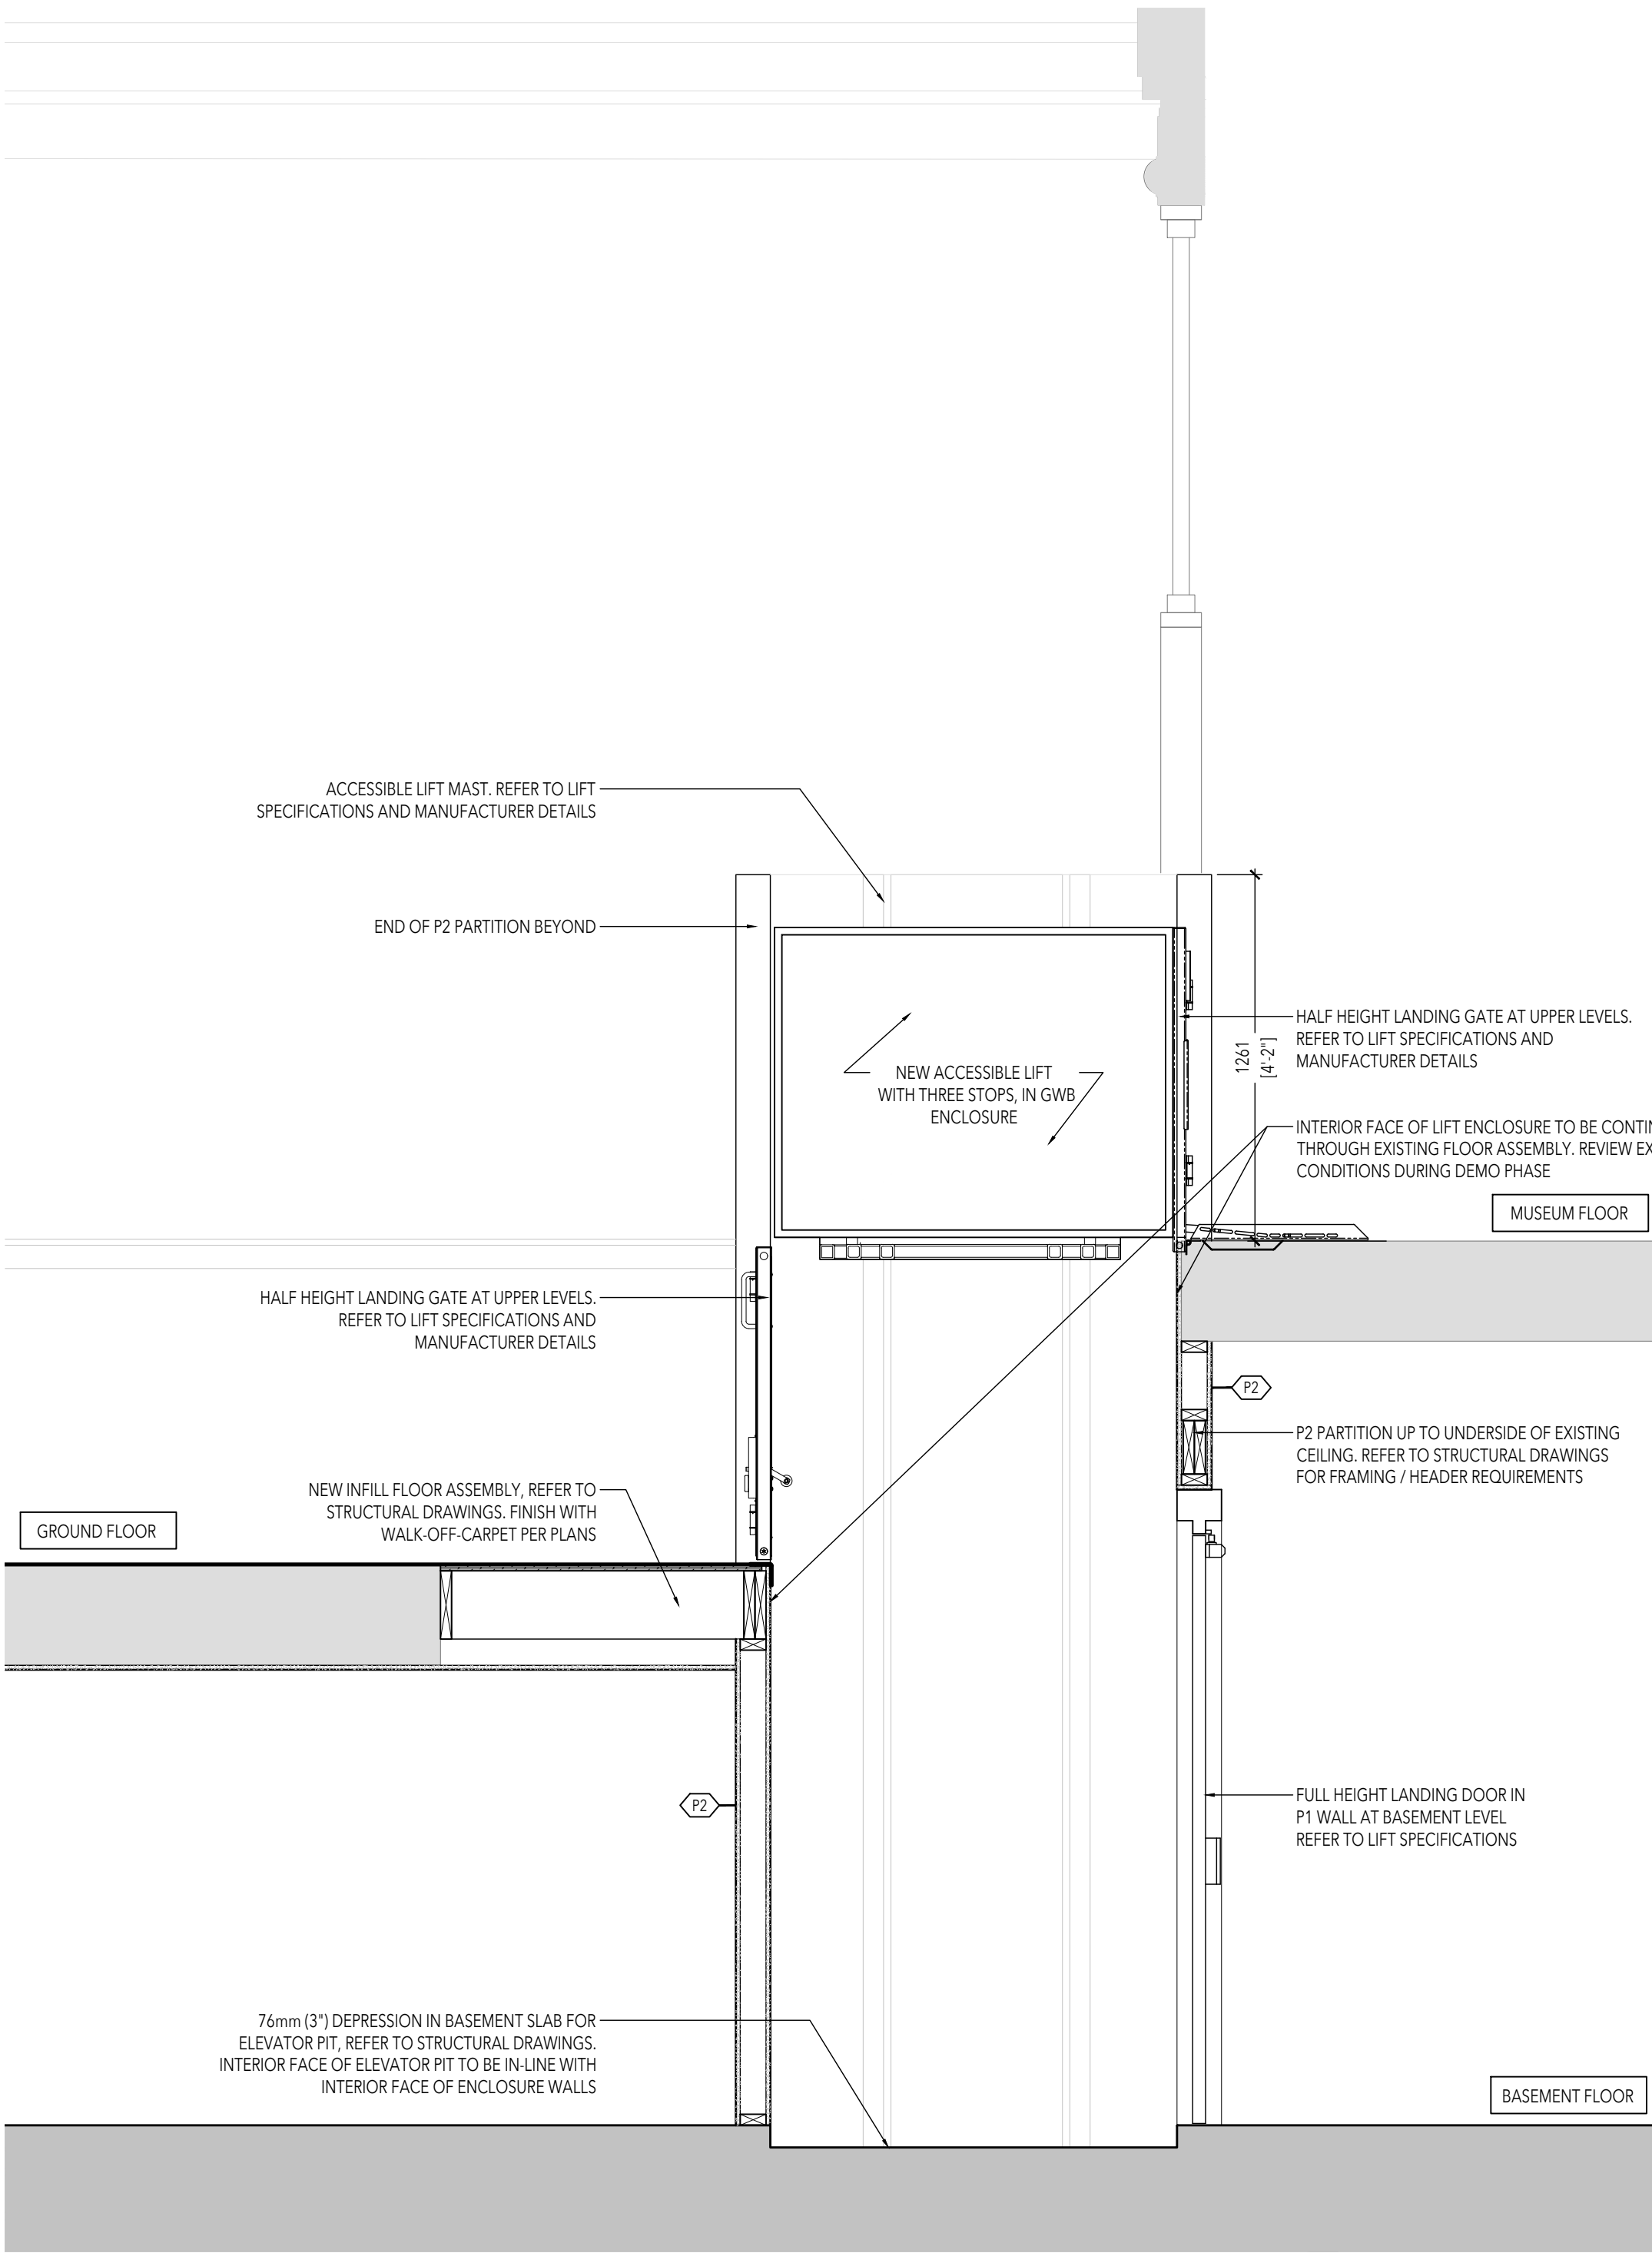 ACCESSIBLE LIFT MAST. REFER TO LIFT
SPECIFICATIONS AND MANUFACTURER DETAILS
END OF P2 PARTITION BEYOND
NEW ACCESSIBLE LIFT
WITH THREE STOPS, IN GWB
ENCLOSURE
1261
[4'-2"]
HALF HEIGHT LANDING GATE AT UPPER LEVELS.
REFER TO LIFT SPECIFICATIONS AND
MANUFACTURER DETAILS
INTERIOR FACE OF LIFT ENCLOSURE TO BE
THROUGH EXISTING FLOOR ASSEMBLY. REVIEW
CONDITIONS DURING DEMO PHASE
MUSEUM FLOOR
HALF HEIGHT LANDING GATE AT UPPER LEVELS.
REFER TO LIFT SPECIFICATIONS AND
MANUFACTURER DETAILS
P2
P2 PARTITION UP TO UNDERSIDE OF EXISTING
CEILING. REFER TO STRUCTURAL DRAWINGS
FOR FRAMING / HEADER REQUIREMENTS
NEW INFILL FLOOR ASSEMBLY, REFER TO
STRUCTURAL DRAWINGS. FINISH WITH
WALK-OFF-CARPET PER PLANS
GROUND FLOOR
P2
FULL HEIGHT LANDING DOOR IN
P1 WALL AT BASEMENT LEVEL
REFER TO LIFT SPECIFICATIONS
76mm (3") DEPRESSION IN BASEMENT SLAB FOR
ELEVATOR PIT, REFER TO STRUCTURAL DRAWINGS.
INTERIOR FACE OF ELEVATOR PIT TO BE IN-LINE WITH
INTERIOR FACE OF ENCLOSURE WALLS
BASEMENT FLOOR